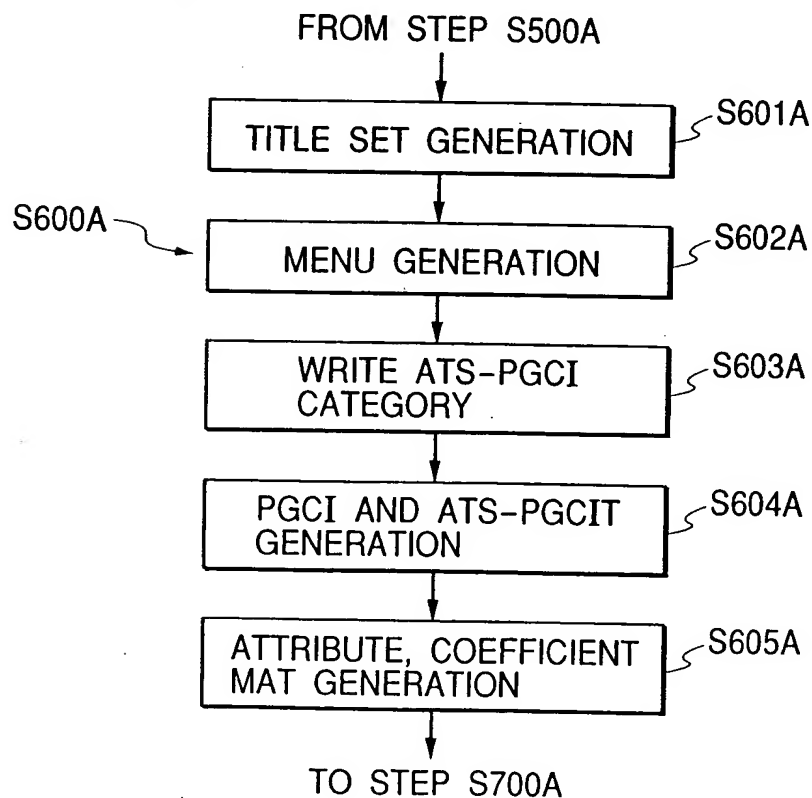 FROM STEP S500A
S601A
TITLE SET GENERATION
S600A
S602A
MENU GENERATION
S603A
WRITE ATS-PGCI
CATEGORY
S604A
PGCI AND ATS-PGCIT
GENERATION
S605A
ATTRIBUTE, COEFFICIENT
MAT GENERATION
TO STEP S700A